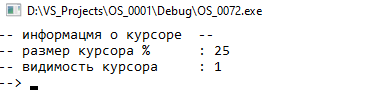 D:\VS_Projects\OS_0001\Debug\OS_0072.exe
-- информацмя о курсоре  --
-- размер курсора %      : 25
-- видимость курсора     : 1
-->